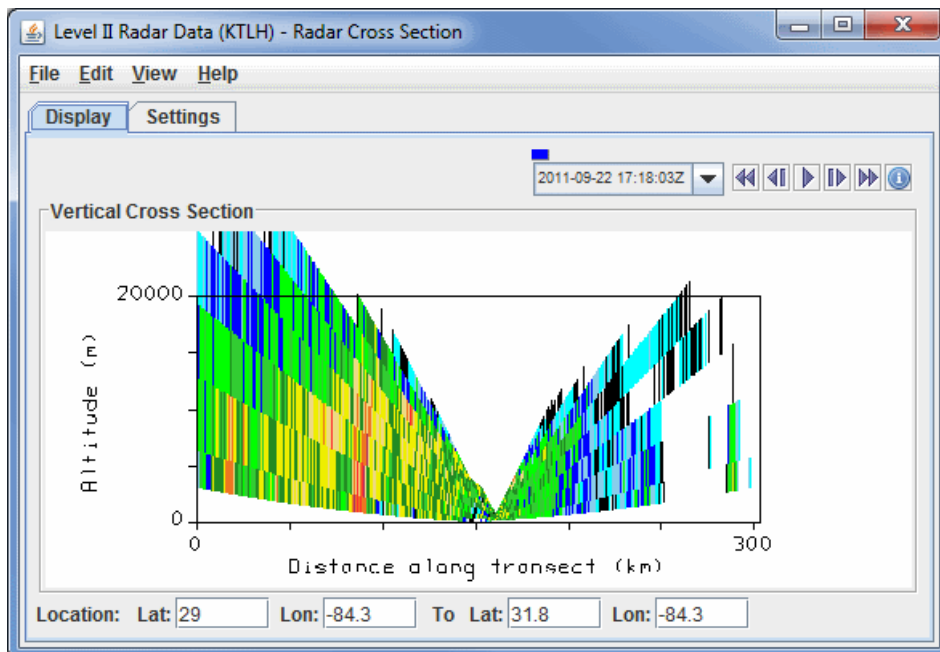 Level II Radar Data (KTLH) - Radar Cross Section
File Edit View Help
Display Settings
2011-09-22 17:18:03Z
Vertical Cross Section
20000
Altitude (m)
0
0 300
Distance along transect (km)
Location: Lat: 29 Lon: -84.3 To Lat: 31.8 Lon: -84.3